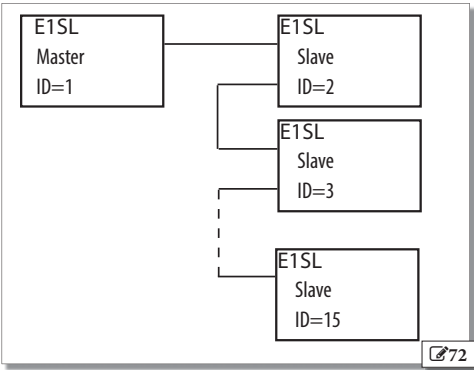 E1SL
Master
ID=1
E1SL
Slave
ID=2
E1SL
Slave
ID=3
E1SL
Slave
ID=15
72